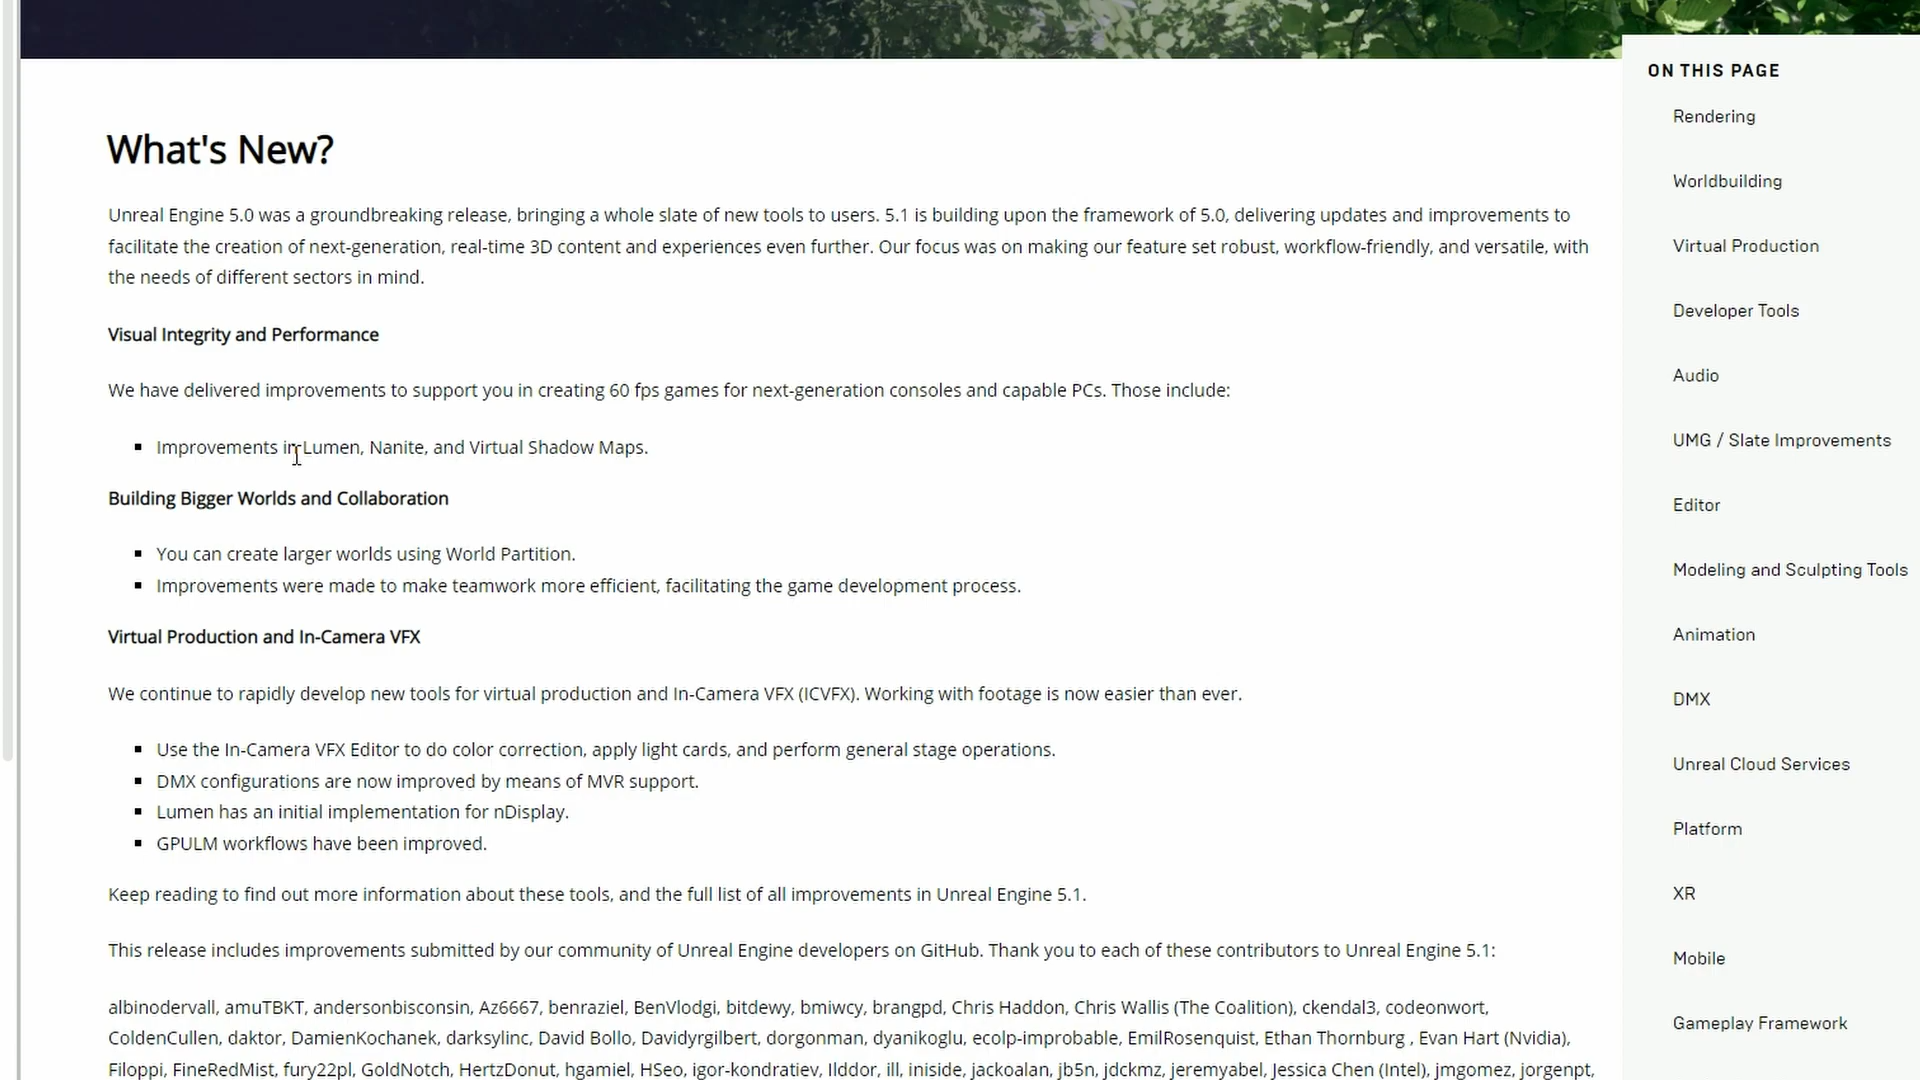 What's New?
Unreal Engine 5.0 was a groundbreaking release, bringing a whole slate of new tools to users. 5.1 is building upon the framework of 5.0, delivering updates and improvements to
facilitate the creation of next-generation, real-time 3D content and experiences even further. Our focus was on making our feature set robust, workflow-friendly, and versatile, with
the needs of different sectors in mind.
Visual Integrity and Performance
We have delivered improvements to support you in creating 60 fps games for next-generation consoles and capable PCs. Those include:
Improvements in Lumen, Nanite, and Virtual Shadow Maps.
Building Bigger Worlds and Collaboration
You can create larger worlds using World Partition.
Improvements were made to make teamwork more efficient, facilitating the game development process.
Virtual Production and In-Camera VFX
We continue to rapidly develop new tools for virtual production and In-Camera VFX (ICVFX). Working with footage is now easier than ever.
Use the In-Camera VFX Editor to do color correction, apply light cards, and perform general stage operations.
DMX configurations are now improved by means of MVR support.
Lumen has an initial implementation for nDisplay.
GPULM workflows have been improved.
Keep reading to find out more information about these tools, and the full list of all improvements in Unreal Engine 5.1.
This release includes improvements submitted by our community of Unreal Engine developers on GitHub. Thank you to each of these contributors to Unreal Engine 5.1:
albinodervall, amuTBKT, andersonbisconsin, Az6667, benraziel, BenVlodgi, bitdewy, bmiwcy, brangpd, Chris Haddon, Chris Wallis (The Coalition), ckendal3, codeonwort,
ColdenCullen, daktor, DamienKochanek, darksylinc, David Bollo, Davidyrgilbert, dorgonman, dyanikoglu, ecolp-improbable, EmilRosenquist, Ethan Thornburg , Evan Hart (Nvidia),
Filoppi, FineRedMist, fury22pl, GoldNotch, HertzDonut, hgamiel, HSeo, igor-kondratiev, Ilddor, ill, iniside, jackoalan, jb5n, jdckmz, jeremyabel, Jessica Chen (Intel), jmgomez, jorgenpt,
ON THIS PAGE
Rendering
Worldbuilding
Virtual Production
Developer Tools
Audio
UMG / Slate Improvements
Editor
Modeling and Sculpting Tools
Animation
DMX
Unreal Cloud Services
Platform
XR
Mobile
Gameplay Framework